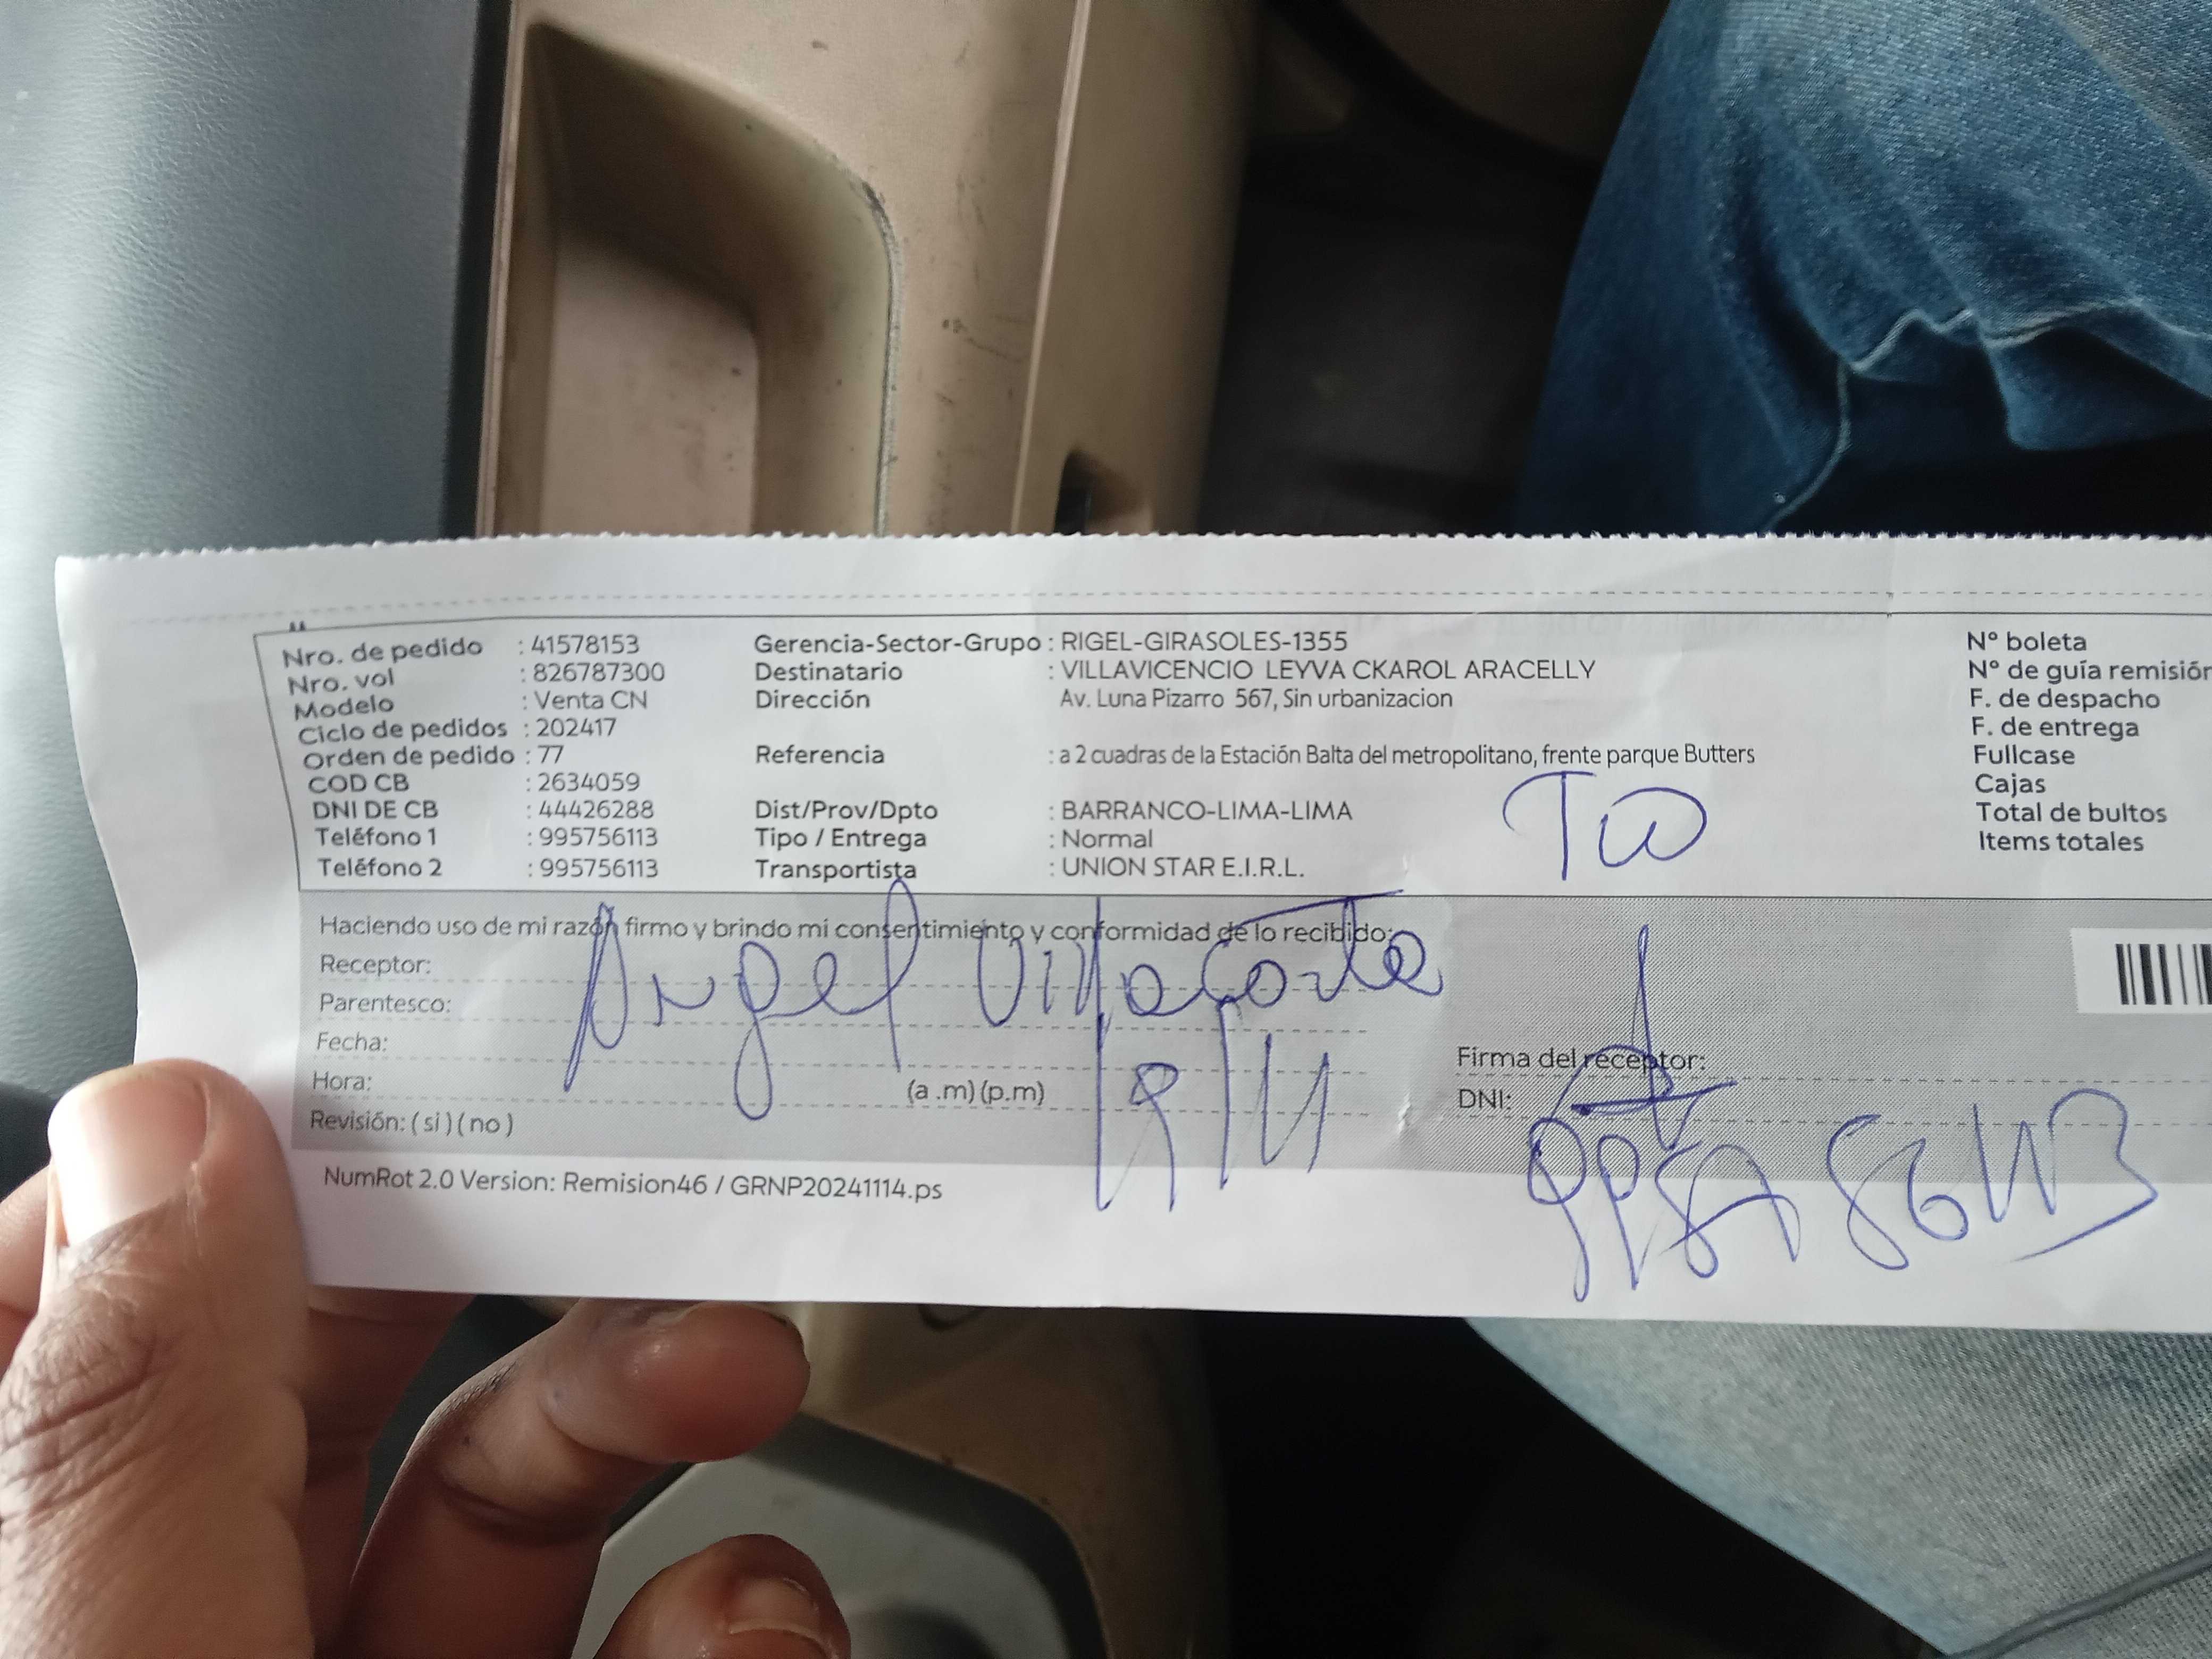 Nro. de pedido : 41578153 Gerencia-Sector-Grupo : RIGEL-GIRASOLES-1355 N° boleta
Nro. vol : 826787300 Destinatario : VILLAVICENCIO LEYVA CKAROL ARACELLY N° de guía remisión
Modelo : Venta CN Dirección Av. Luna Pizarro 567, Sin urbanizacion F. de despacho
Ciclo de pedidos : 202417 F. de entrega
Orden de pedido : 77 Referencia : a 2 cuadras de la Estación Balta del metropolitano, frente parque Butters Fullcase
COD CB : 2634059 Cajas
DNI DE CB : 44426288 Dist/Prov/Dpto : BARRANCO-LIMA-LIMA Total de bultos
Teléfono 1 : 995756113 Tipo / Entrega : Normal Items totales
Teléfono 2 : 995756113 Transportista : UNION STAR E.I.R.L.
Haciendo uso de mi razón firmo y brindo mi consentimiento y conformidad de lo recibido:
Receptor: Angel Villacorta
Parentesco:
Fecha: 19/11
Hora: (a .m) (p.m)
Revisión: ( si ) ( no )
Firma del receptor:
DNI:
NumRot 2.0 Version: Remision46 / GRNP20241114.ps